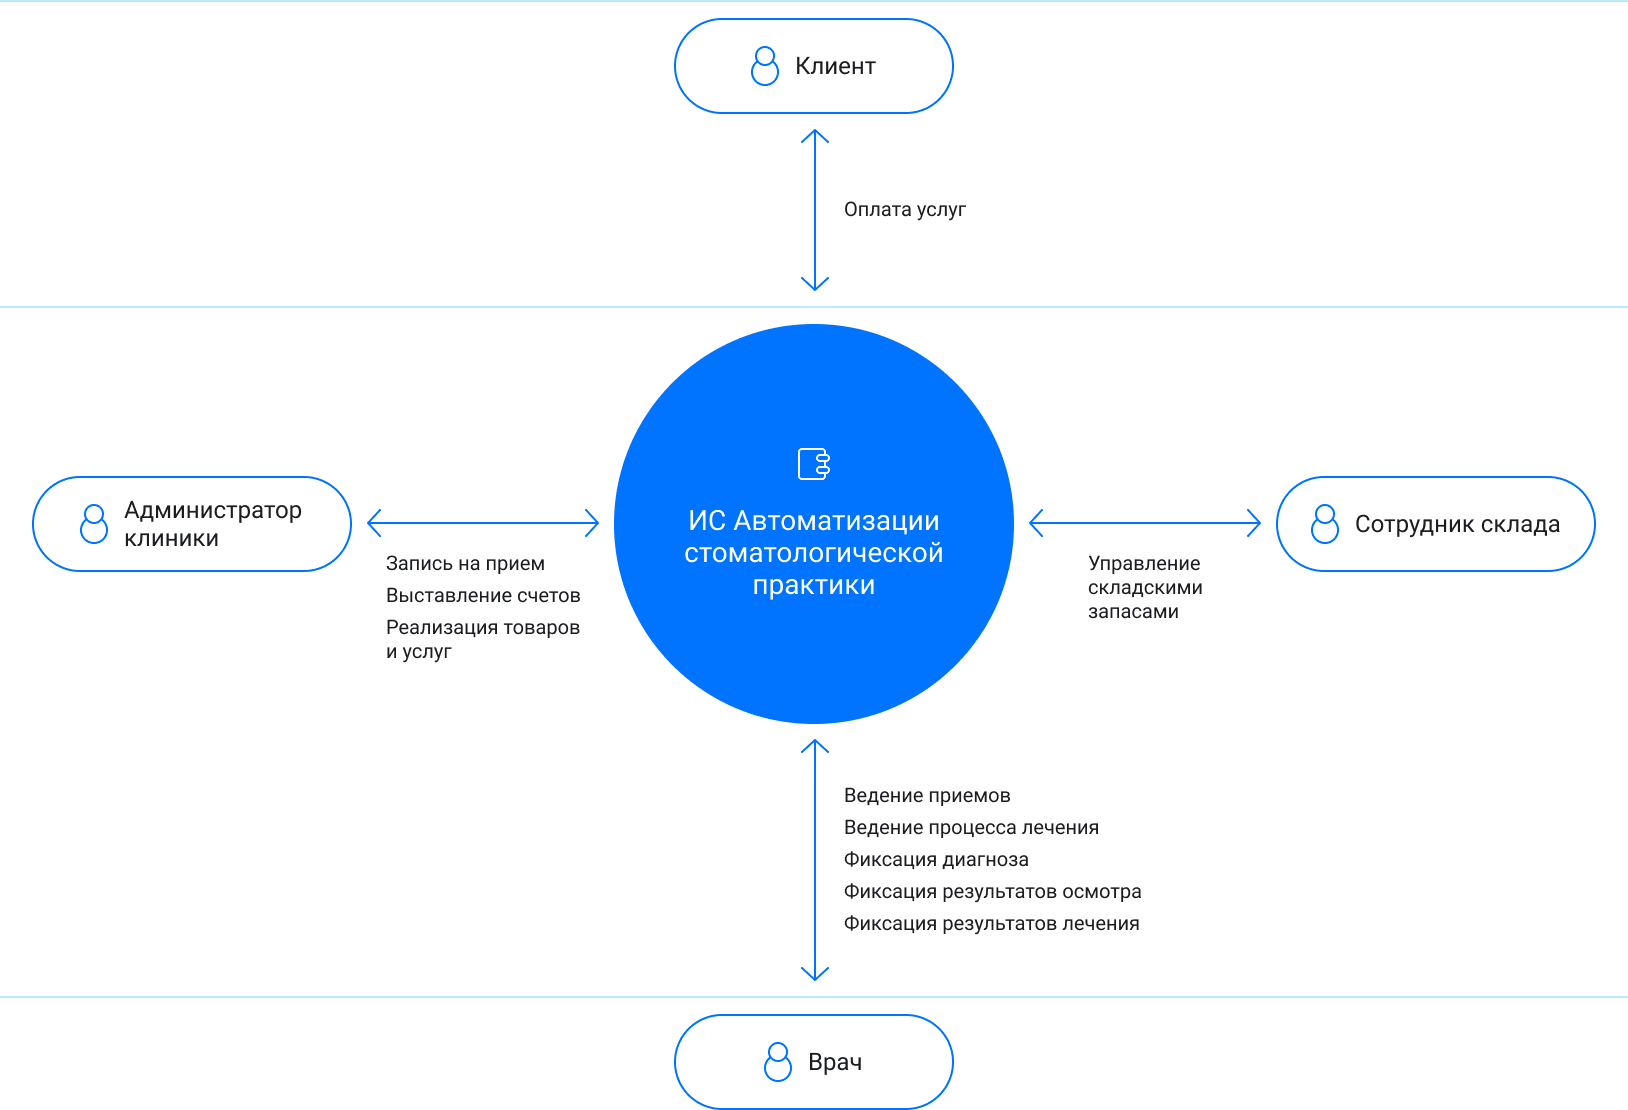 Клиент
Оплата услуг
Администратор
клиники
Запись на прием
Выставление счетов
Реализация товаров
и услуг
ИС Автоматизации
стоматологической
практики
Сотрудник склада
Управление
складскими
запасами
Ведение приемов
Ведение процесса лечения
Фиксация диагноза
Фиксация результатов осмотра
Фиксация результатов лечения
Врач